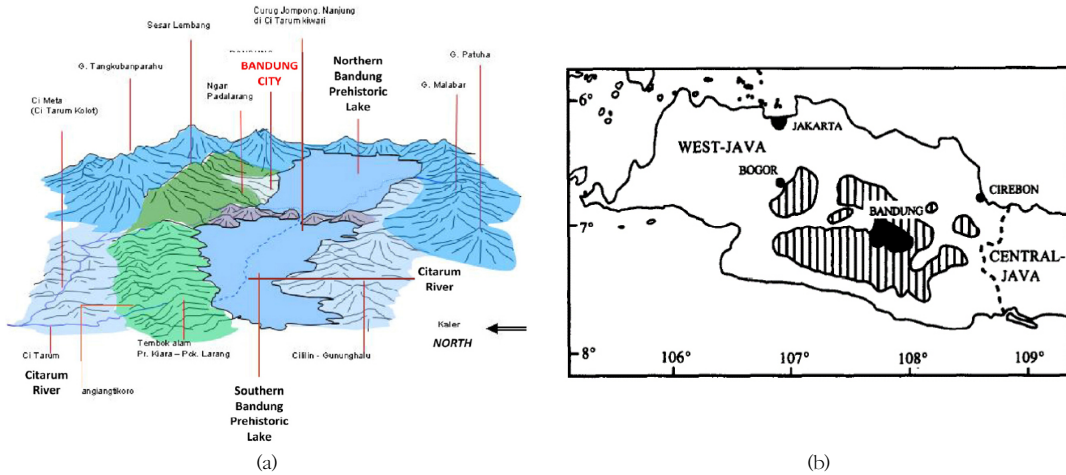 Curug Jompong, Nanjung
di Ci Tarum kiwari
Sesar Lembang
G. Tangkubanparahu
Ci Meta
(Ci Tarum Kolot)
Ngar
Padalarang
BANDUNG
CITY
Northern
Bandung
Prehistoric
Lake
G. Patuha
G. Malabar
Citarum
River
Kaler
NORTH
Ci Tarum
Citarum
River
angiangtikoro
Tembok alam
Pr. Kiara – Pck. Larang
Southern
Bandung
Prehistoric
Lake
Cililin - Gununghalu
(a)
6°
7°
8°
JAKARTA
WEST-JAVA
BOGOR
CIREBON
BANDUNG
CENTRAL-
JAVA
106°
107°
108°
109°
(b)